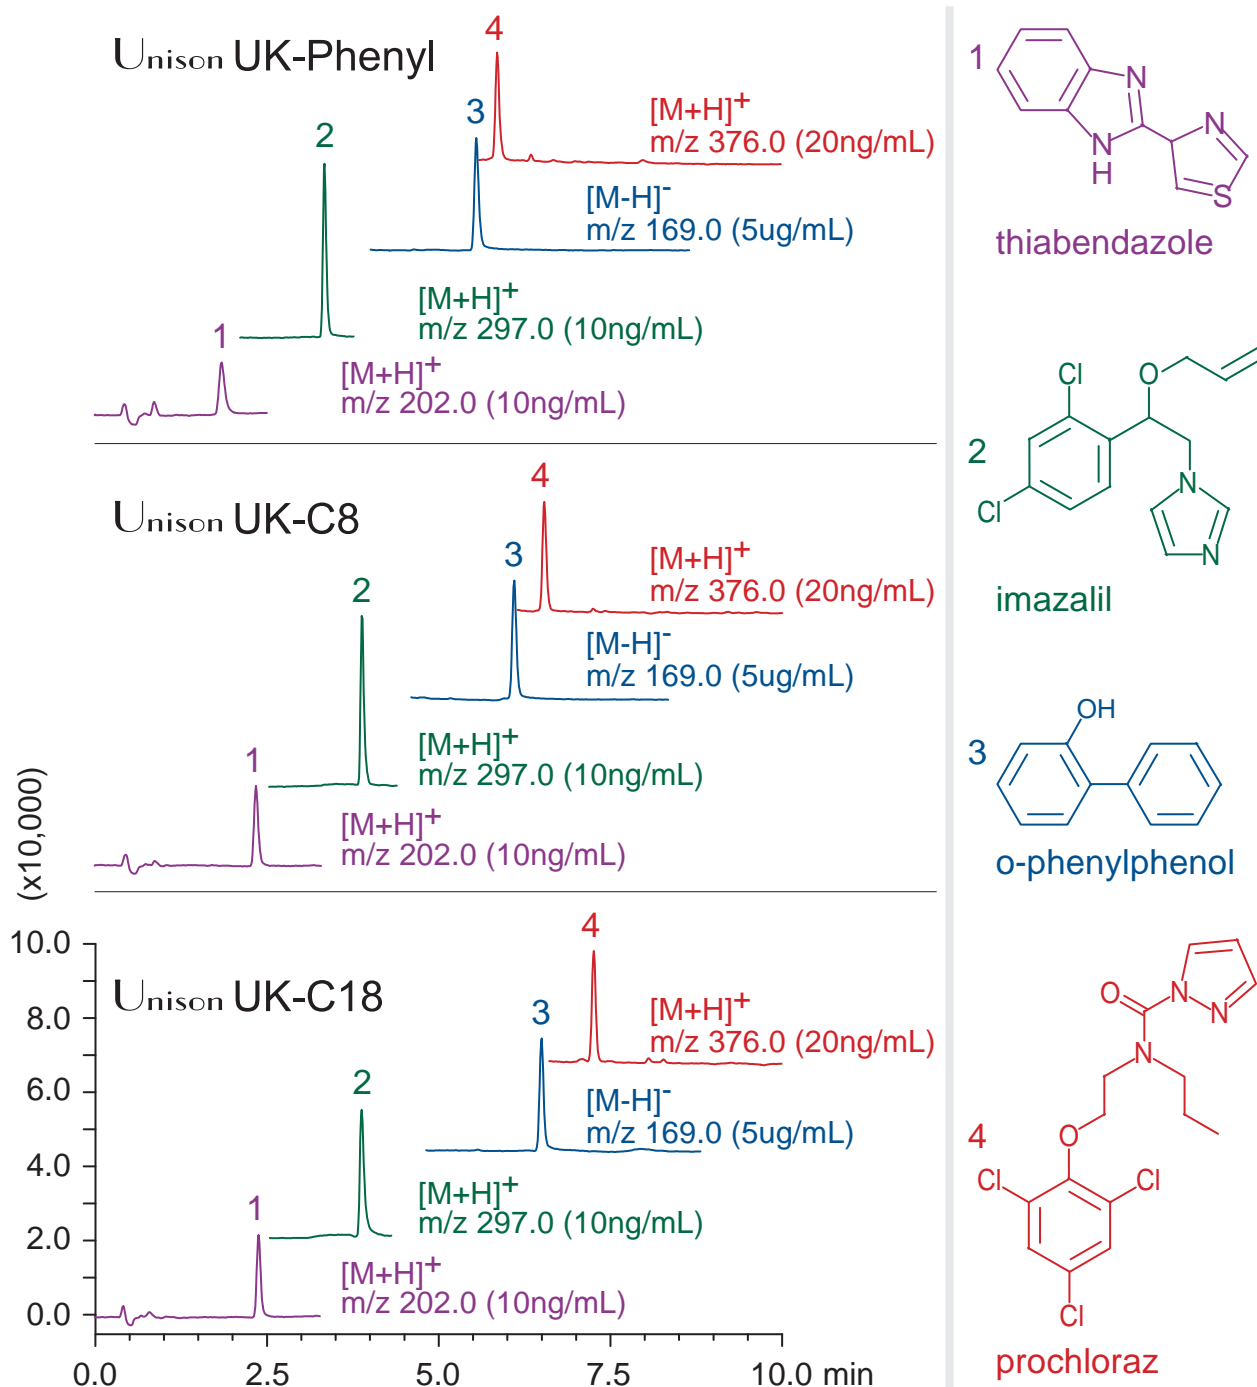 Unison UK-Phenyl
4
[M+H]+
m/z 376.0 (20ng/mL)
3
[M-H]-
m/z 169.0 (5ug/mL)
2
[M+H]+
m/z 297.0 (10ng/mL)
1
[M+H]+
m/z 202.0 (10ng/mL)
Unison UK-C8
4
[M+H]+
m/z 376.0 (20ng/mL)
3
[M-H]-
m/z 169.0 (5ug/mL)
2
[M+H]+
m/z 297.0 (10ng/mL)
1
[M+H]+
m/z 202.0 (10ng/mL)
(x10,000)
Unison UK-C18
4
[M+H]+
m/z 376.0 (20ng/mL)
3
[M-H]-
m/z 169.0 (5ug/mL)
2
[M+H]+
m/z 297.0 (10ng/mL)
1
[M+H]+
m/z 202.0 (10ng/mL)
10.0
8.0
6.0
4.0
2.0
0.0
0.0 2.5 5.0 7.5 10.0 min
1
N
N
H
N
S
thiabendazole
2
Cl
O
Cl
N
N
imazalil
3
OH
o-phenylphenol
4
O
N
N
N
O
Cl
Cl
Cl
prochloraz